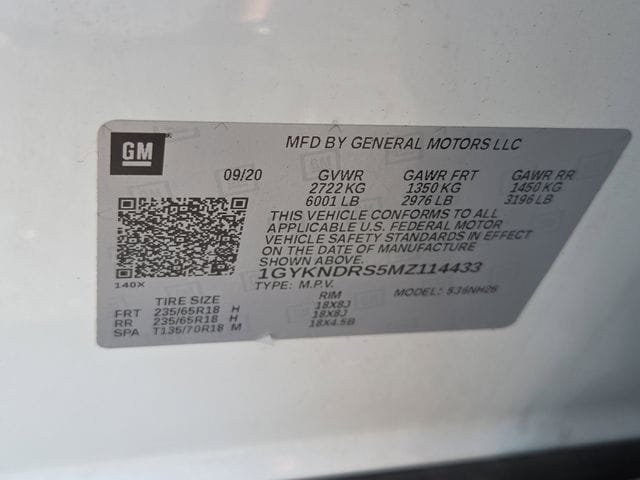 GM
MFD BY GENERAL MOTORS LLC
09/20 GVWR GAWR FRT GAWR RR
2722 KG 1350 KG 1450 KG
6001 LB 2976 LB 3196 LB
THIS VEHICLE CONFORMS TO ALL
APPLICABLE U.S. FEDERAL MOTOR
VEHICLE SAFETY STANDARDS IN EFFECT
ON THE DATE OF MANUFACTURE
SHOWN ABOVE.
140X
1GYKNDRS5MZ114433
TYPE: M.P.V. MODEL: 536NH26
TIRE SIZE RIM
FRT 235/65R18 H 18X8J
RR 235/65R18 H 18X8J
SPA T135/70R18 M 18X4.5B